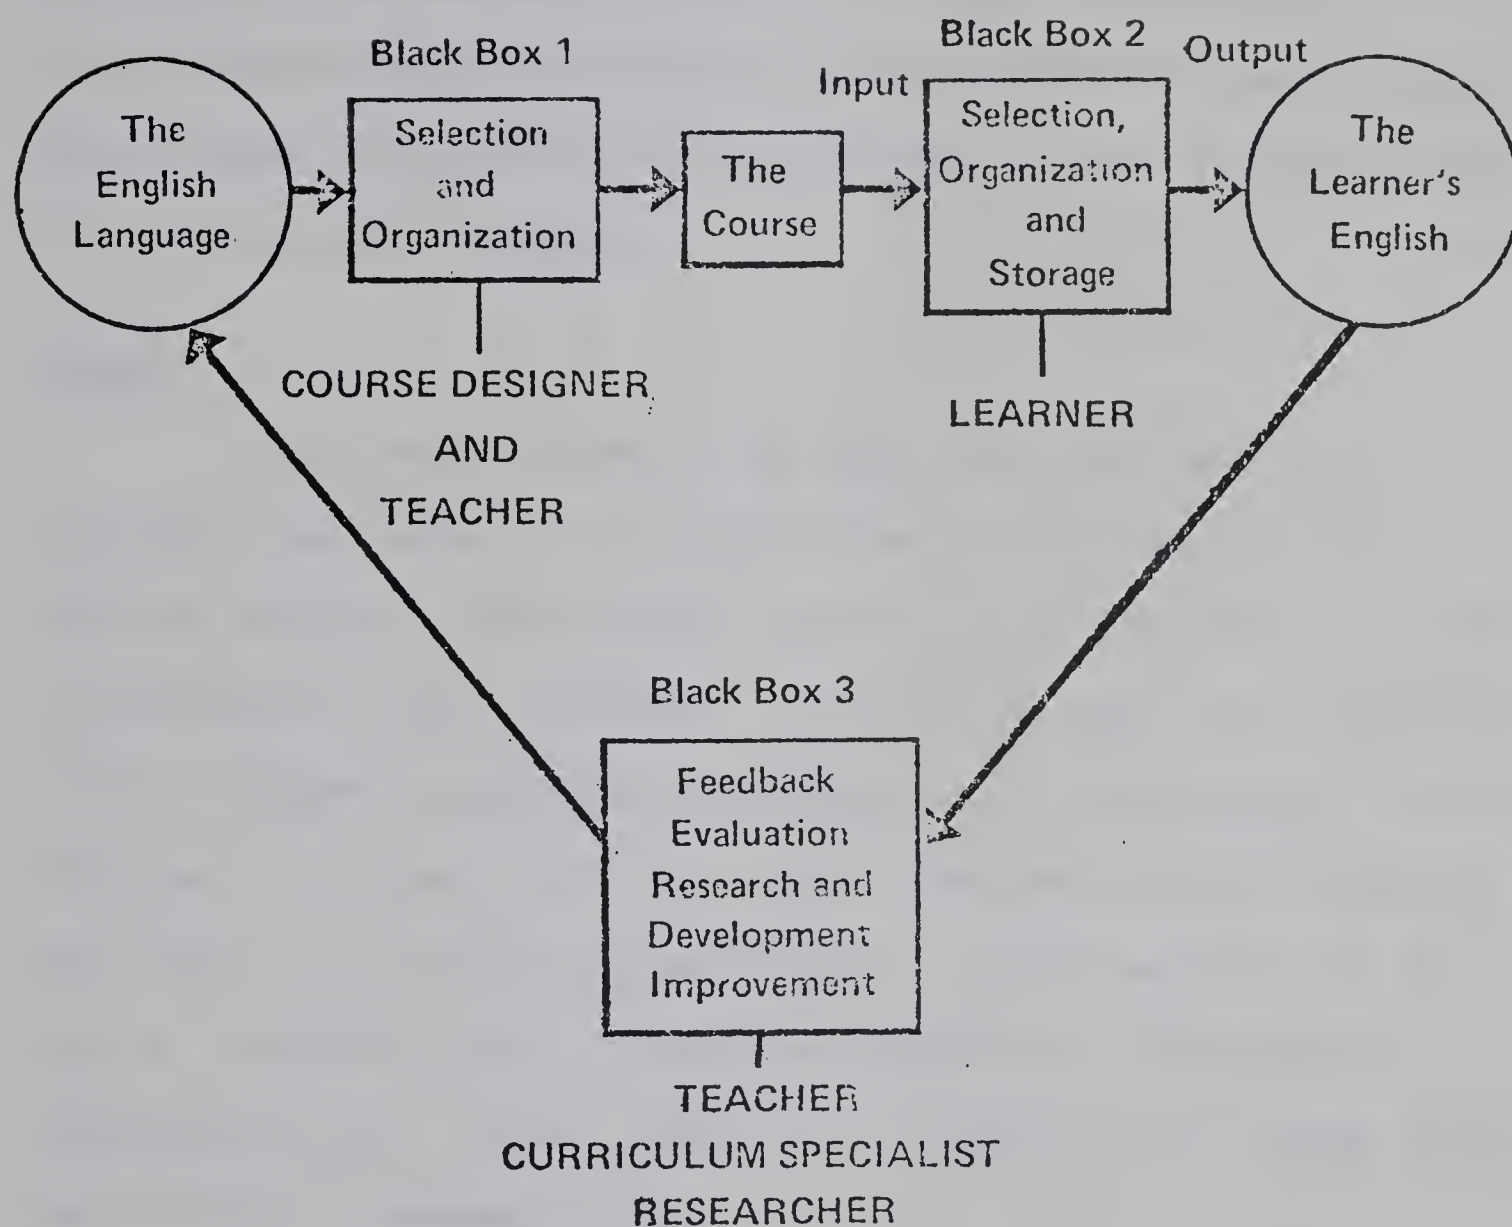 Black Box 1
Black Box 2
Input
Output
The
English
Language
Selection
and
Organization
The
Course
Selection,
Organization
and
Storage
The
Learner's
English
COURSE DESIGNER
AND
TEACHER
LEARNER
Black Box 3
Feedback
Evaluation
Research and
Development
Improvement
TEACHER
CURRICULUM SPECIALIST
RESEARCHER